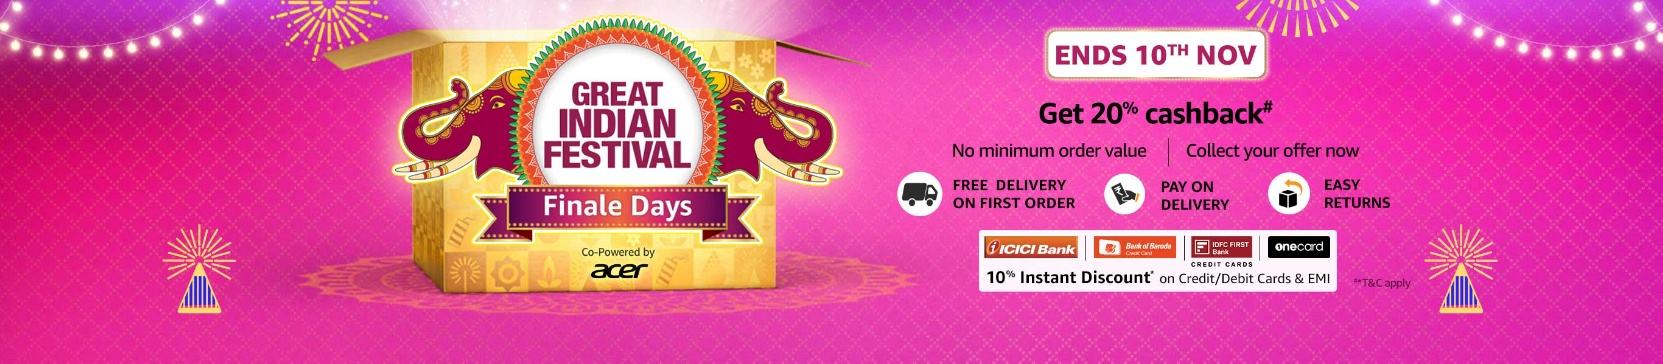 GREAT
INDIAN
FESTIVAL
Finale Days
Co-Powered by
acer
ENDS 10TH NOV
Get 20% cashback#
No minimum order value | Collect your offer now
FREE DELIVERY
ON FIRST ORDER
PAY ON
DELIVERY
EASY
RETURNS
ICICI Bank
Bank of Baroda
Credit Card
IDFC FIRST
Bank
CREDIT CARDS
onecard
10% Instant Discount* on Credit/Debit Cards & EMI
#*T&C apply